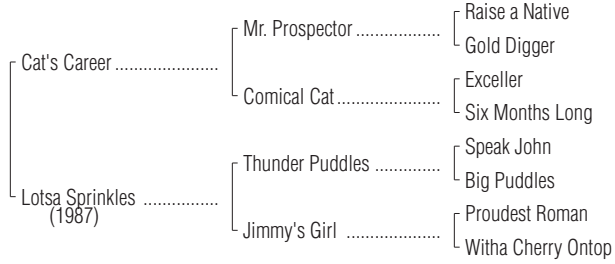 Raise a Native
Mr. Prospector ..................
Gold Digger
Cat's Career ......................
Exceller
Comical Cat ......................
Six Months Long
Speak John
Thunder Puddles ..............
Big Puddles
Lotsa Sprinkles ................
(1987)
Proudest Roman
Jimmy's Girl ....................
Witha Cherry Ontop